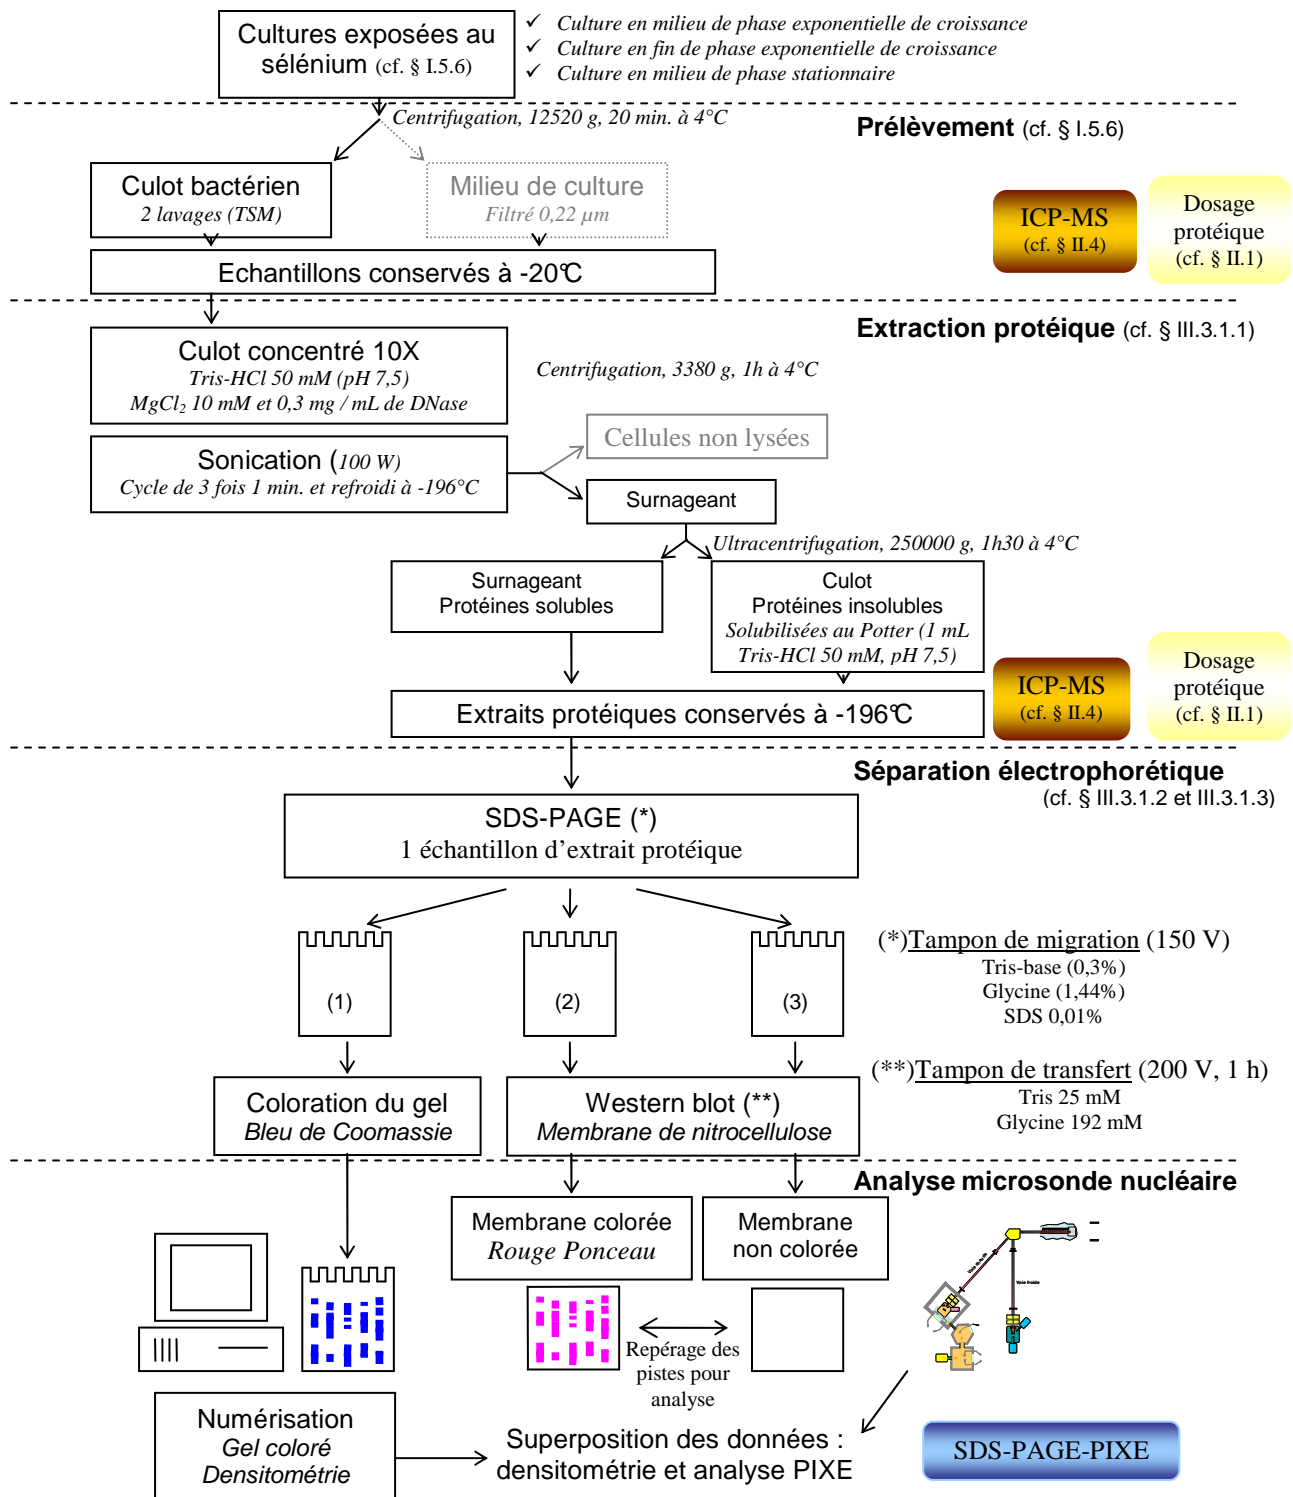 Cultures exposées au
sélénium (cf. § I.5.6)
✓ Culture en milieu de phase exponentielle de croissance
✓ Culture en fin de phase exponentielle de croissance
✓ Culture en milieu de phase stationnaire
Centrifugation, 12520 g, 20 min. à 4°C
Prélèvement (cf. § I.5.6)
Culot bactérien
2 lavages (TSM)
Milieu de culture
Filtré 0,22 µm
ICP-MS
(cf. § II.4)
Dosage
protéique
(cf. § II.1)
Echantillons conservés à -20°C
Extraction protéique (cf. § III.3.1.1)
Culot concentré 10X
Tris-HCl 50 mM (pH 7,5)
MgCl₂ 10 mM et 0,3 mg / mL de DNase
Centrifugation, 3380 g, 1h à 4°C
Cellules non lysées
Sonication (100 W)
Cycle de 3 fois 1 min. et refroidi à -196°C
Surnageant
Ultracentrifugation, 250000 g, 1h30 à 4°C
Surnageant
Protéines solubles
Culot
Protéines insolubles
Solubilisées au Potter (1 mL
Tris-HCl 50 mM, pH 7,5)
ICP-MS
(cf. § II.4)
Dosage
protéique
(cf. § II.1)
Extraits protéiques conservés à -196°C
Séparation électrophorétique
(cf. § III.3.1.2 et III.3.1.3)
SDS-PAGE (*)
1 échantillon d'extrait protéique
(1)
(2)
(3)
(*)Tampon de migration (150 V)
Tris-base (0,3%)
Glycine (1,44%)
SDS 0,01%
(**)Tampon de transfert (200 V, 1 h)
Tris 25 mM
Glycine 192 mM
Coloration du gel
Bleu de Coomassie
Western blot (**)
Membrane de nitrocellulose
Analyse microsonde nucléaire
Membrane colorée
Rouge Ponceau
Membrane
non colorée
Repérage des
pistes pour
analyse
Numérisation
Gel coloré
Densitométrie
Superposition des données :
densitométrie et analyse PIXE
SDS-PAGE-PIXE